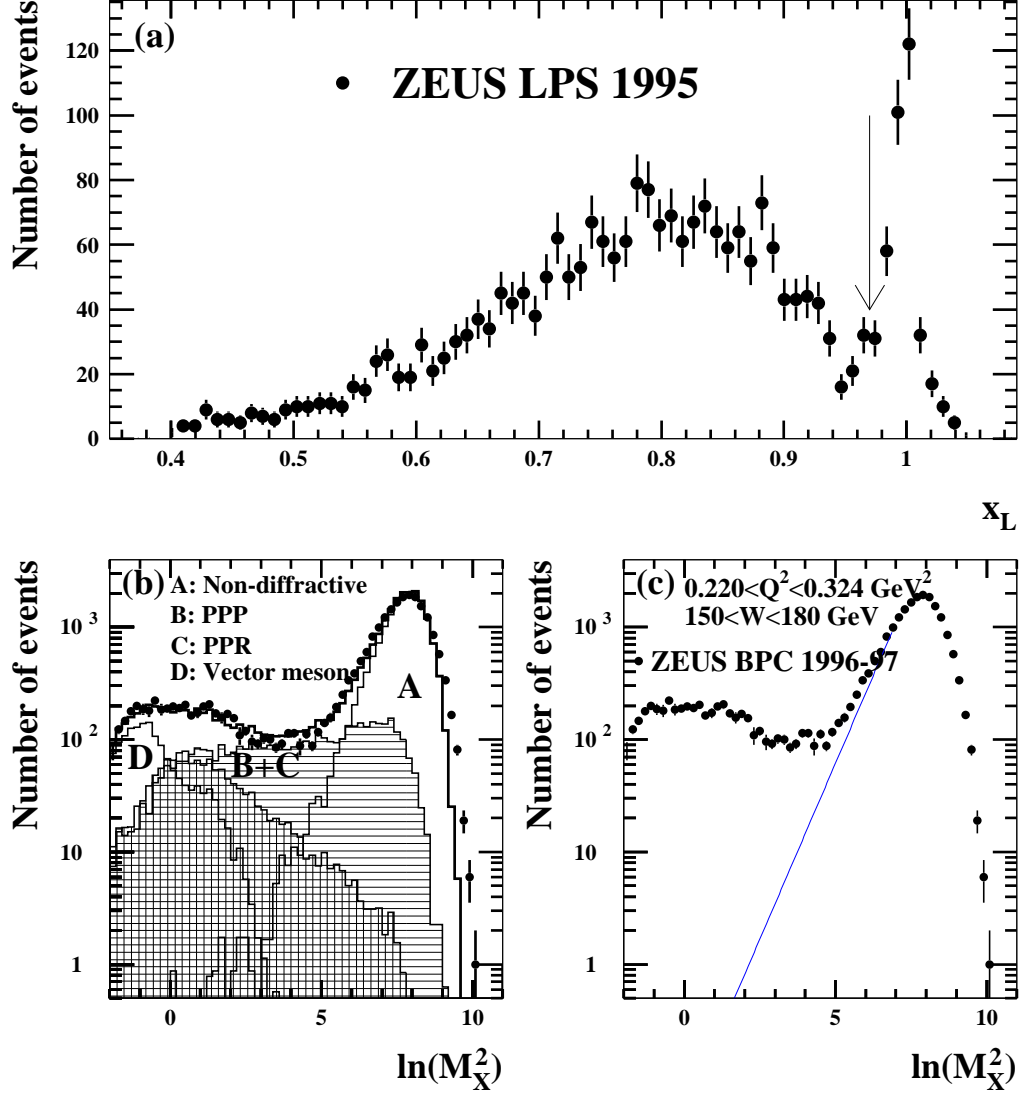 (a)
ZEUS LPS 1995
Number of events
120
100
80
60
40
20
0
0.4 0.5 0.6 0.7 0.8 0.9 1
x_L
(b)
A: Non-diffractive
B: PPP
C: PPR
D: Vector meson
A
D
B+C
Number of events
10^3
10^2
10
1
0 5 10
ln(M_X^2)
(c)
0.220<Q^2<0.324 GeV^2
150<W<180 GeV
ZEUS BPC 1996-97
Number of events
10^3
10^2
10
1
0 5 10
ln(M_X^2)